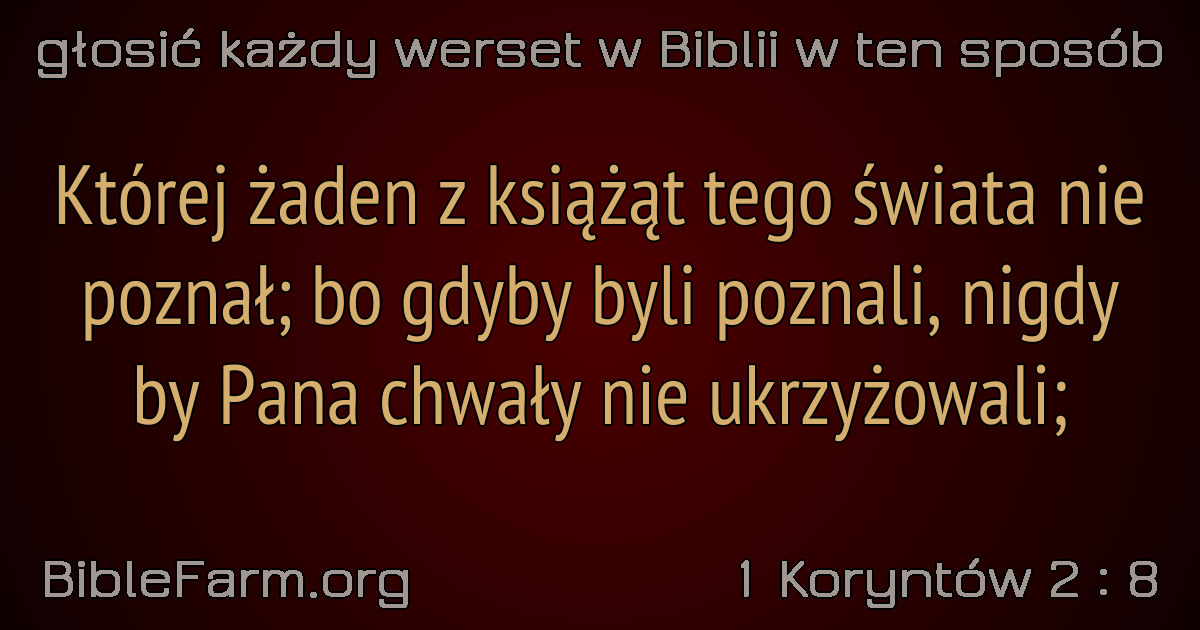 głosić każdy werset w Biblii w ten sposób
Której żaden z książąt tego świata nie
poznał; bo gdyby byli poznali, nigdy
by Pana chwały nie ukrzyżowali;
BibleFarm.org
1 Koryntów 2 : 8